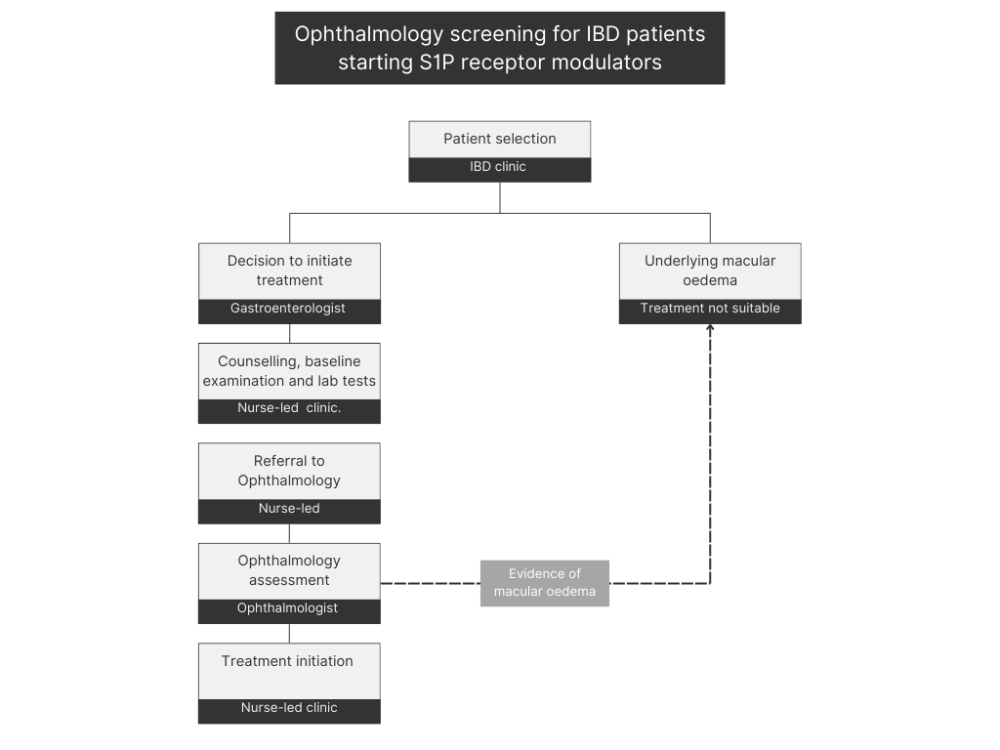 Ophthalmology screening for IBD patients
starting S1P receptor modulators
Patient selection
IBD clinic
Decision to initiate
treatment
Gastroenterologist
Underlying macular
oedema
Treatment not suitable
Counselling, baseline
examination and lab tests
Nurse-led  clinic.
Referral to
Ophthalmology
Nurse-led
Ophthalmology
assessment
Ophthalmologist
Evidence of
macular oedema
Treatment initiation
Nurse-led clinic